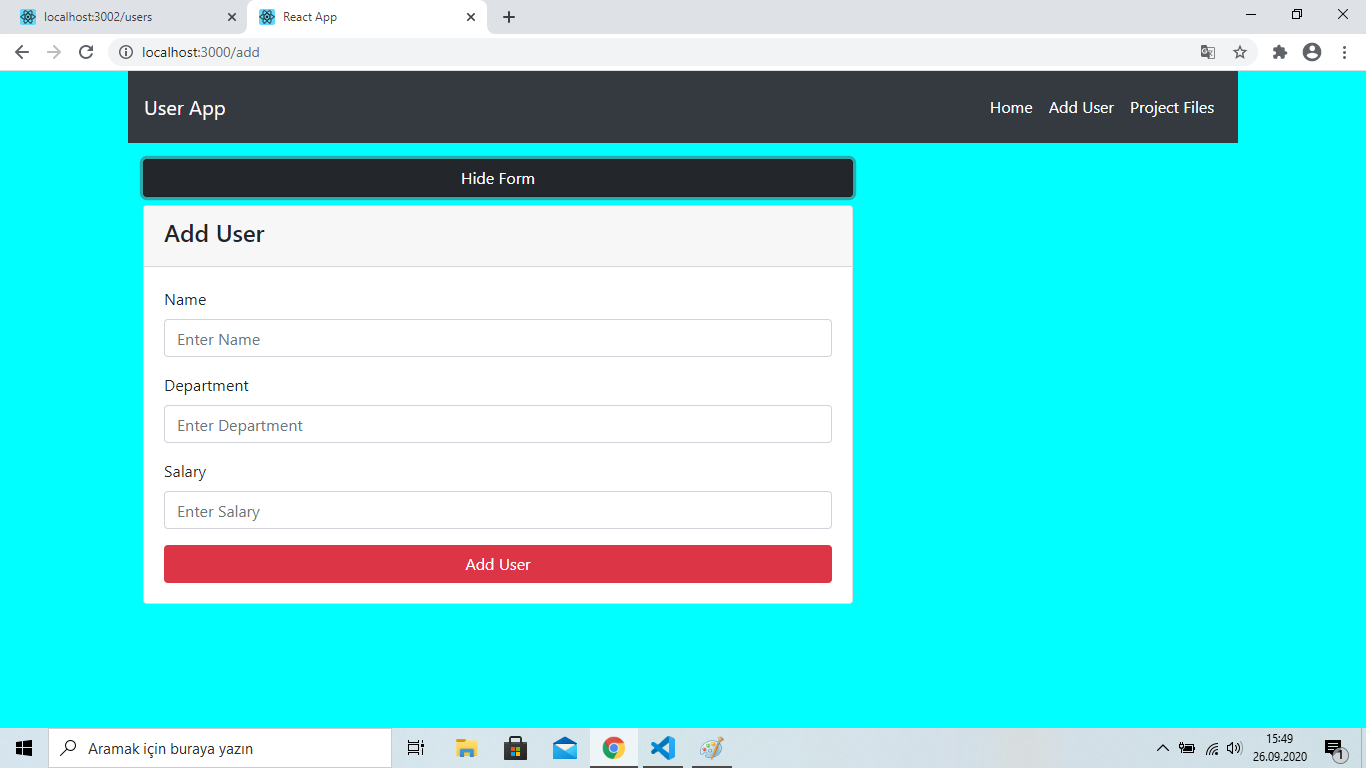 localhost:3002/users
React App
localhost:3000/add
User App
Home Add User Project Files
Hide Form
Add User
Name
Enter Name
Department
Enter Department
Salary
Enter Salary
Add User
Aramak için buraya yazın
15:49
26.09.2020
1